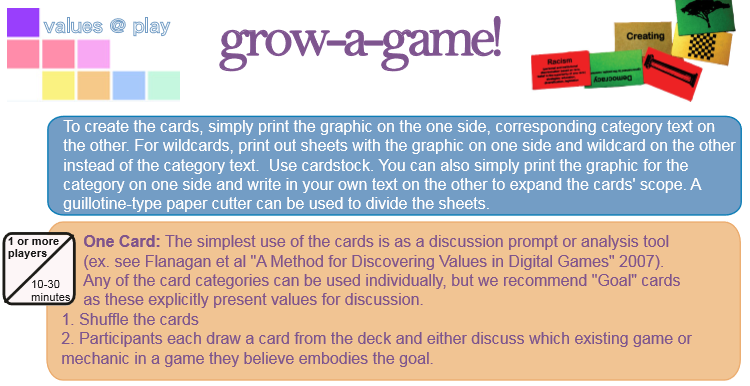 values @ play
grow-a-game!
Creating
Racism
Democracy
To create the cards, simply print the graphic on the one side, corresponding category text on
the other. For wildcards, print out sheets with the graphic on one side and wildcard on the other
instead of the category text.  Use cardstock. You can also simply print the graphic for the
category on one side and write in your own text on the other to expand the cards' scope. A
guillotine-type paper cutter can be used to divide the sheets.
1 or more
players
10-30
minutes
One Card: The simplest use of the cards is as a discussion prompt or analysis tool
(ex. see Flanagan et al "A Method for Discovering Values in Digital Games" 2007).
Any of the card categories can be used individually, but we recommend "Goal" cards
as these explicitly present values for discussion.
1. Shuffle the cards
2. Participants each draw a card from the deck and either discuss which existing game or
mechanic in a game they believe embodies the goal.